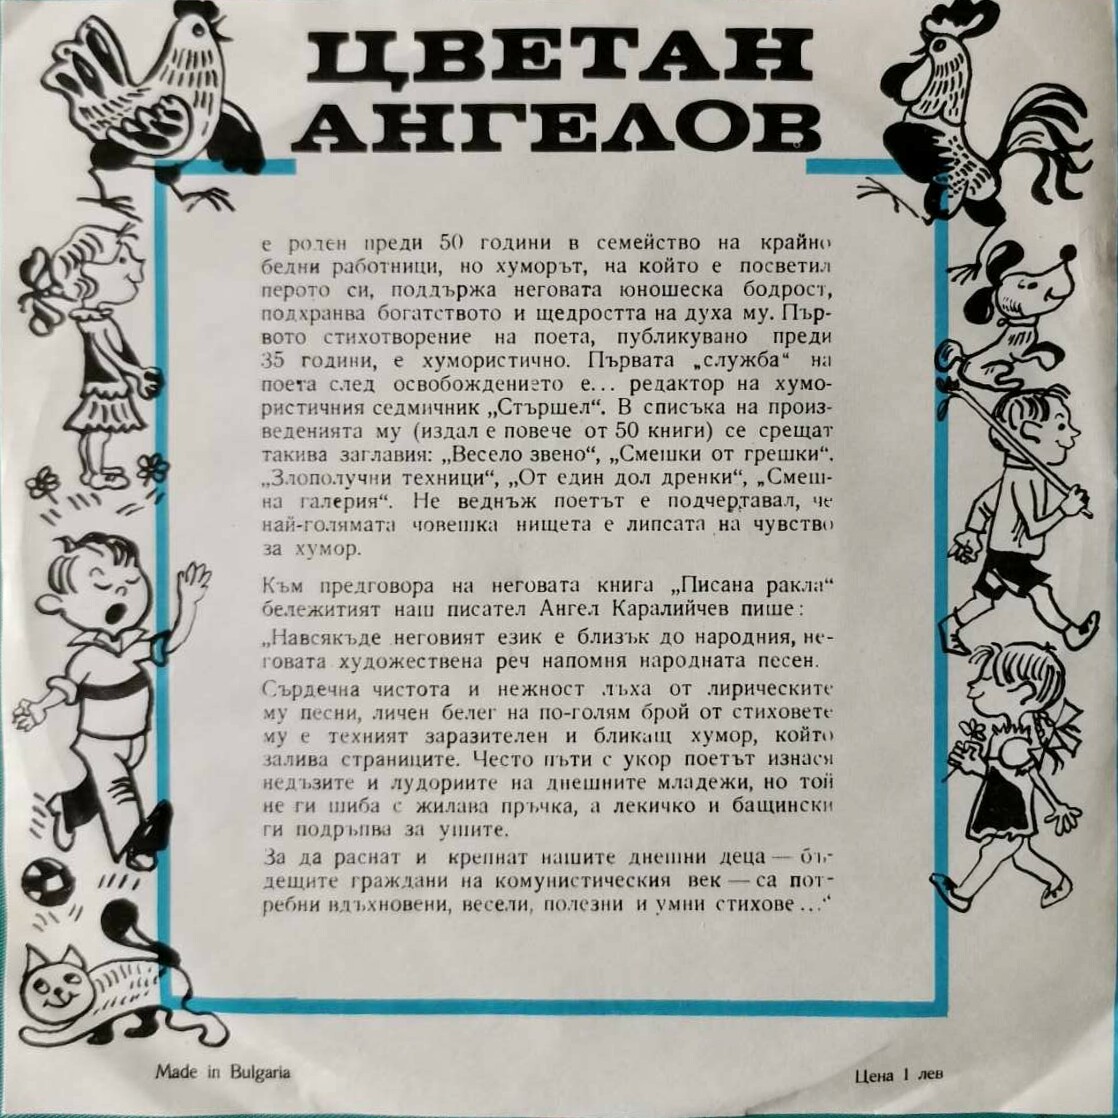 ЦВЕТАН
АНГЕЛОВ
е роден преди 50 години в семейство на крайно
бедни работници, но хуморът, на който е посветил
перото си, поддържа неговата юношеска бодрост,
подхранва богатството и щедростта на духа му. Пър-
вото стихотворение на поета, публикувано преди
35 години, е хумористично. Първата „служба“ на
поета след освобождението е... редактор на хумо-
ристичния седмичник „Стършел“. В списъка на произ-
веденията му (издал е повече от 50 книги) се срещат
такива заглавия: „Весело звено“, „Смешки от грешки“.
„Злополучни техници“, „От един дол дренки“, „Смеш-
на галерия“. Не веднъж поетът е подчертавал, че
най-голямата човешка нищета е липсата на чувство
за хумор.
Към предговора на неговата книга „Писана ракла“
бележитият наш писател Ангел Каралийчев пише:
„Навсякъде неговият език е близък до народния, не-
говата художествена реч напомня народната песен.
Сърдечна чистота и нежност лъха от лирическите
му песни, личен белег на по-голям брой от стиховете
му е техният заразителен и бликащ хумор, който
залива страниците. Често пъти с укор поетът изнася
недъзите и лудориите на днешните младежи, но той
не ги шиба с жилава пръчка, а лекичко и бащински
ги подръпва за ушите.
За да раснат и крепнат нашите днешни деца — бъ-
дещите граждани на комунистическия век — са пот-
ребни вдъхновени, весели, полезни и умни стихове...“
Made in Bulgaria
Цена 1 лев